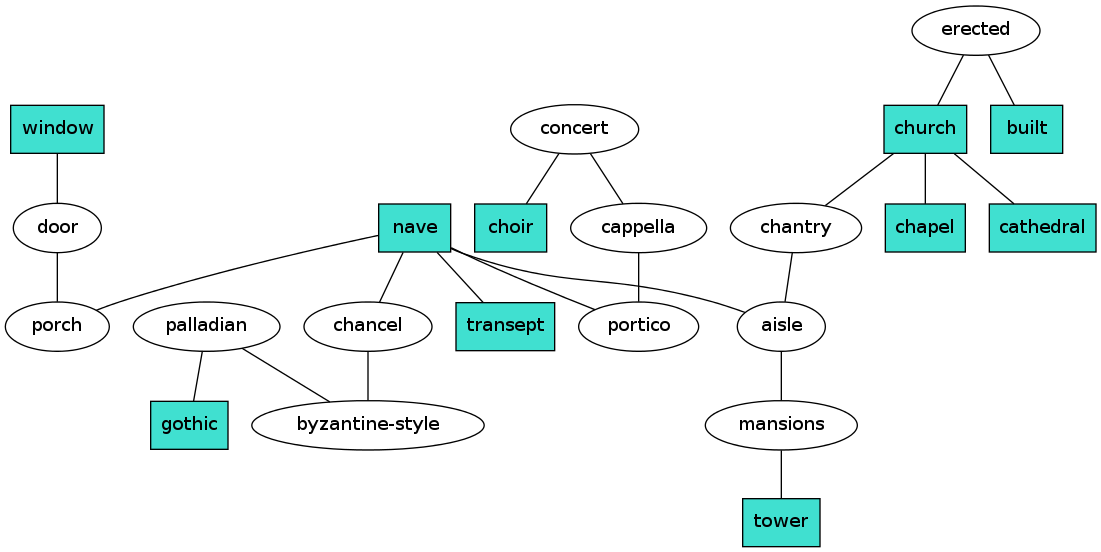 erected
window
concert
church
built
door
nave
choir
cappella
chantry
chapel
cathedral
porch
palladian
chancel
transept
portico
aisle
gothic
byzantine-style
mansions
tower